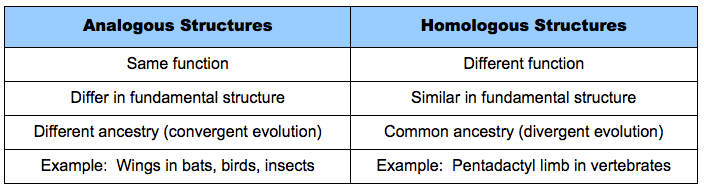 Analogous Structures Homologous Structures
Same function Different function
Differ in fundamental structure Similar in fundamental structure
Different ancestry (convergent evolution) Common ancestry (divergent evolution)
Example: Wings in bats, birds, insects Example: Pentadactyl limb in vertebrates